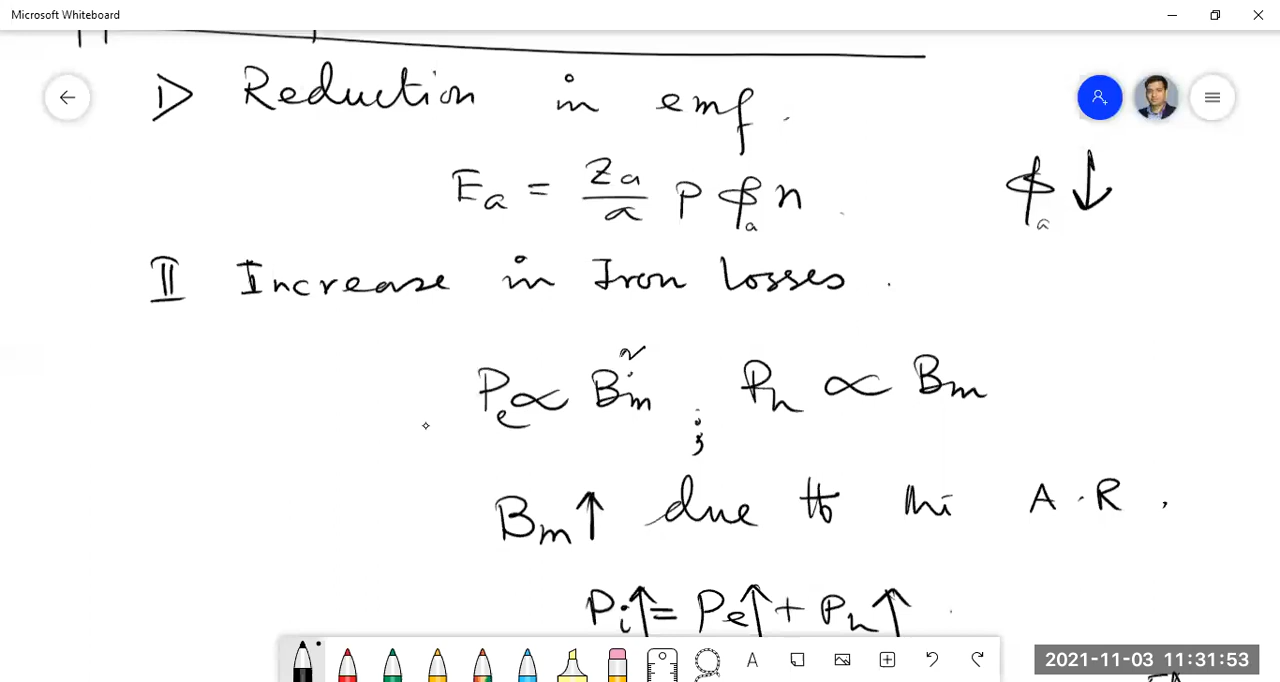 Microsoft Whiteboard
I> Reduction in emf.
Ea = Za/a P ϕa n ϕa ↓
II Increase in Iron losses.
Pe ∝ Bm² ; Ph ∝ Bm
Bm ↑ due to the A.R,
Pi↑ = Pe↑ + Ph↑
A
2021-11-03 11:31:53